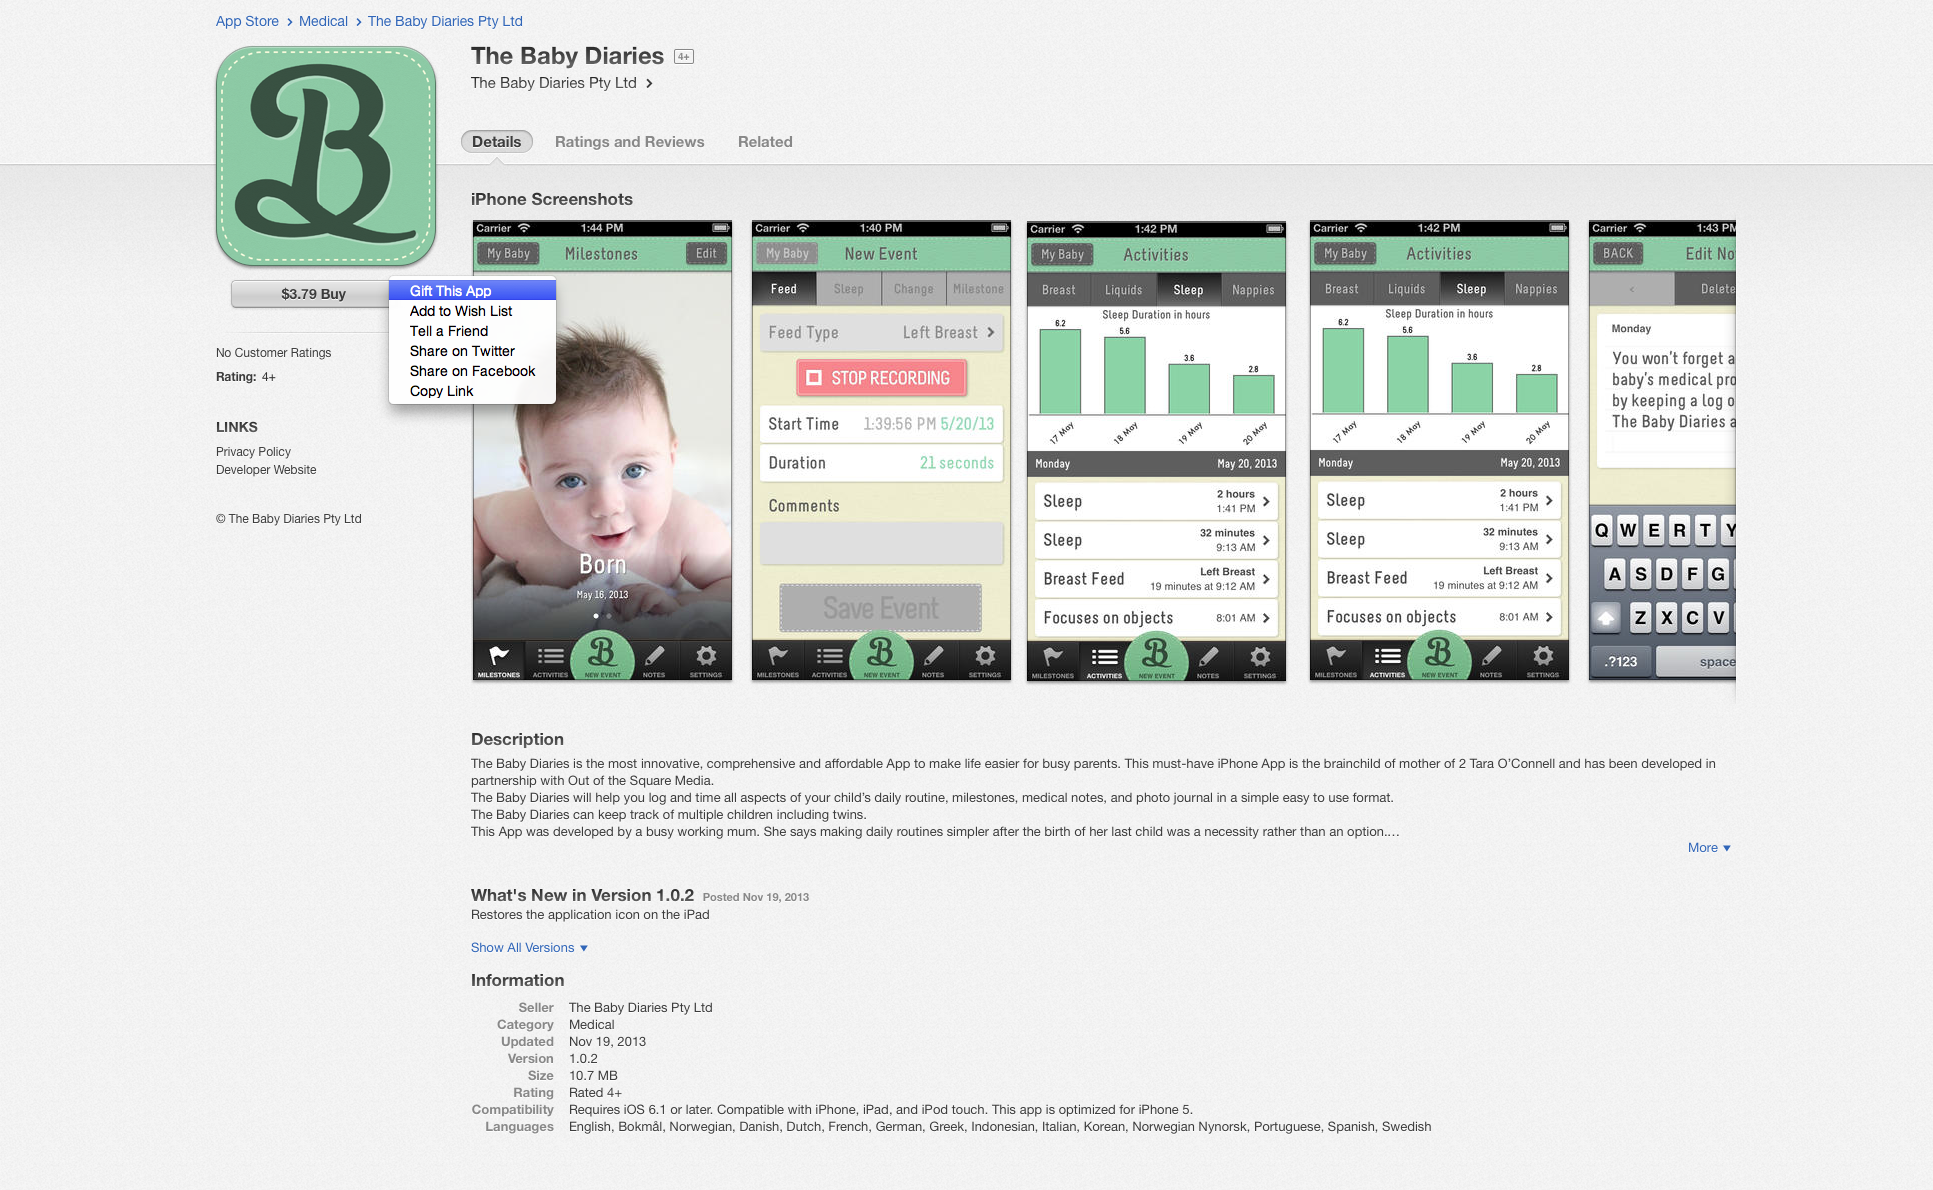 App Store > Medical > The Baby Diaries Pty Ltd
The Baby Diaries 4+
The Baby Diaries Pty Ltd >
Details Ratings and Reviews Related
B
$3.79 Buy
Gift This App
Add to Wish List
Tell a Friend
Share on Twitter
Share on Facebook
Copy Link
No Customer Ratings
Rating: 4+
LINKS
Privacy Policy
Developer Website
© The Baby Diaries Pty Ltd
iPhone Screenshots
Carrier 1:44 PM
My Baby Milestones Edit
Born
May 16, 2013
MILESTONES ACTIVITIES NEW EVENT NOTES SETTINGS
Carrier 1:40 PM
My Baby New Event
Feed Sleep Change Milestone
Feed Type Left Breast >
STOP RECORDING
Start Time 1:39:56 PM 5/20/13
Duration 21 seconds
Comments
Save Event
MILESTONES ACTIVITIES NEW EVENT NOTES SETTINGS
Carrier 1:42 PM
My Baby Activities
Breast Liquids Sleep Nappies
Sleep Duration in hours
6.2 5.6 3.6 2.8
17 May 18 May 19 May 20 May
Monday May 20, 2013
Sleep 2 hours
1:41 PM
Sleep 32 minutes
9:13 AM
Breast Feed Left Breast
19 minutes at 9:12 AM
Focuses on objects 8:01 AM
MILESTONES ACTIVITIES NEW EVENT NOTES SETTINGS
Carrier 1:42 PM
My Baby Activities
Breast Liquids Sleep Nappies
Sleep Duration in hours
6.2 5.6 3.6 2.8
17 May 18 May 19 May 20 May
Monday May 20, 2013
Sleep 2 hours
1:41 PM
Sleep 32 minutes
9:13 AM
Breast Feed Left Breast
19 minutes at 9:12 AM
Focuses on objects 8:01 AM
MILESTONES ACTIVITIES NEW EVENT NOTES SETTINGS
Carrier 1:43 PM
BACK Edit No
< Delete
Monday
You won't forget a
baby's medical pro
by keeping a log o
The Baby Diaries a
Q W E R T Y
A S D F G
Z X C V
.?123 space
Description
The Baby Diaries is the most innovative, comprehensive and affordable App to make life easier for busy parents. This must-have iPhone App is the brainchild of mother of 2 Tara O'Connell and has been developed in
partnership with Out of the Square Media.
The Baby Diaries will help you log and time all aspects of your child's daily routine, milestones, medical notes, and photo journal in a simple easy to use format.
The Baby Diaries can keep track of multiple children including twins.
This App was developed by a busy working mum. She says making daily routines simpler after the birth of her last child was a necessity rather than an option.…
More
What's New in Version 1.0.2 Posted Nov 19, 2013
Restores the application icon on the iPad
Show All Versions
Information
Seller The Baby Diaries Pty Ltd
Category Medical
Updated Nov 19, 2013
Version 1.0.2
Size 10.7 MB
Rating Rated 4+
Compatibility Requires iOS 6.1 or later. Compatible with iPhone, iPad, and iPod touch. This app is optimized for iPhone 5.
Languages English, Bokmål, Norwegian, Danish, Dutch, French, German, Greek, Indonesian, Italian, Korean, Norwegian Nynorsk, Portuguese, Spanish, Swedish